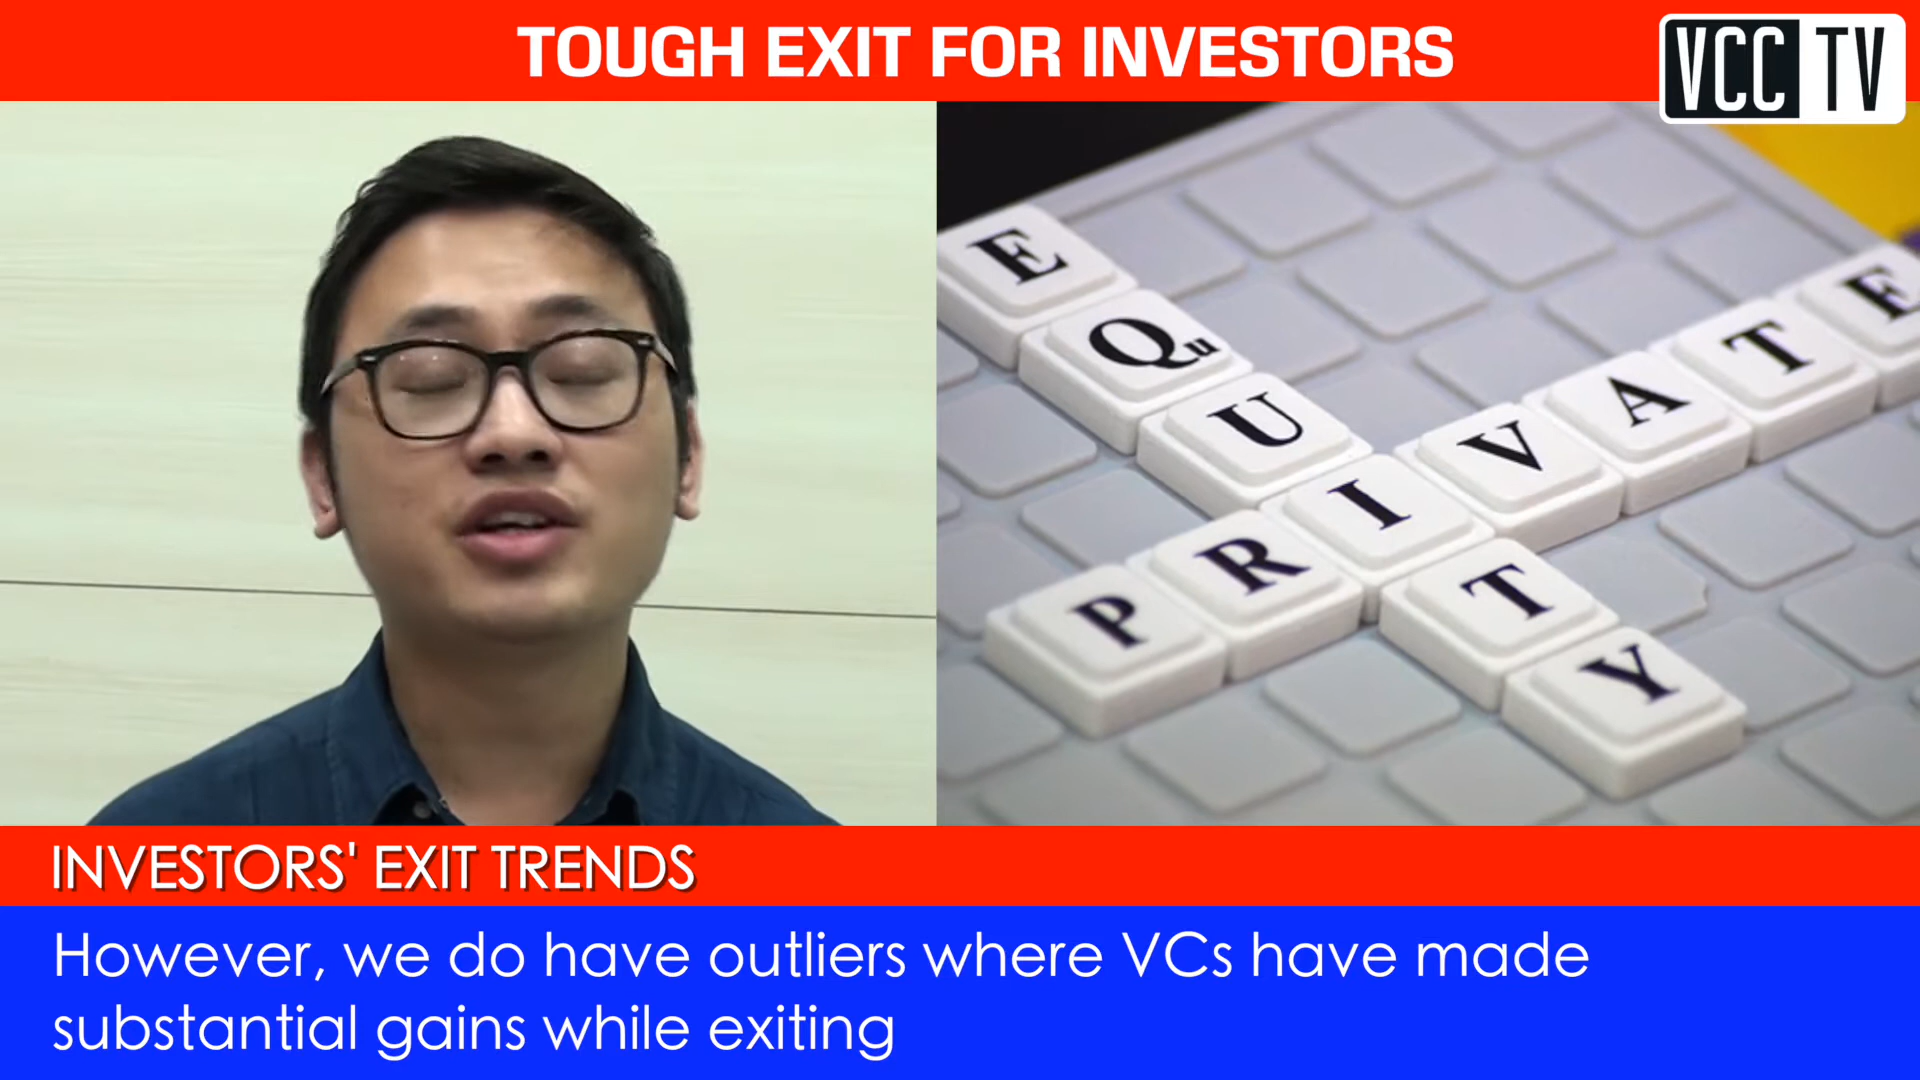 TOUGH EXIT FOR INVESTORS
VCC TV
EQuUITY
PRIVATE
INVESTORS' EXIT TRENDS
However, we do have outliers where VCs have made
substantial gains while exiting